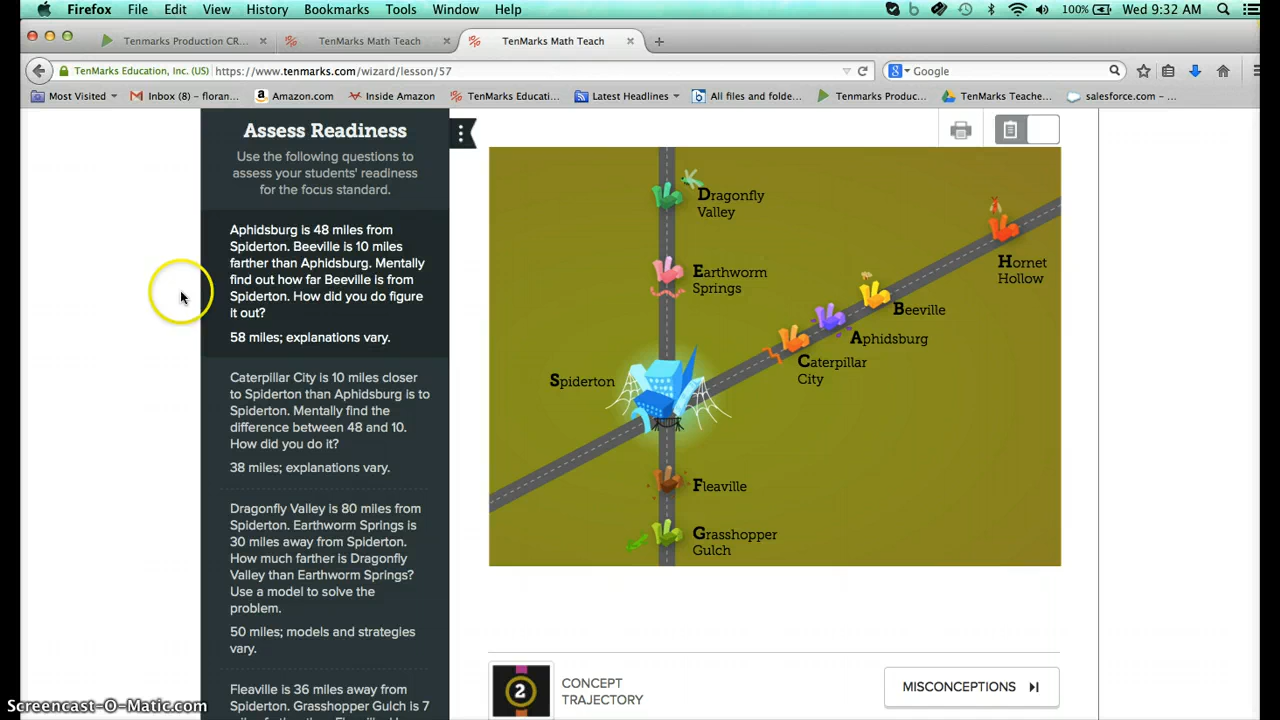 Firefox File Edit View History Bookmarks Tools Window Help 100% Wed 9:32 AM
Tenmarks Production CR... × TenMarks Math Teach × TenMarks Math Teach × +
TenMarks Education, Inc. (US) https://www.tenmarks.com/wizard/lesson/57 Google
Most Visited Inbox (8) – floran... Amazon.com Inside Amazon TenMarks Educati... Latest Headlines All files and folde... Tenmarks Produc... TenMarks Teache... salesforce.com – ...
Assess Readiness
Use the following questions to
assess your students' readiness
for the focus standard.
Aphidsburg is 48 miles from
Spiderton. Beeville is 10 miles
farther than Aphidsburg. Mentally
find out how far Beeville is from
Spiderton. How did you do figure
it out?
58 miles; explanations vary.
Caterpillar City is 10 miles closer
to Spiderton than Aphidsburg is to
Spiderton. Mentally find the
difference between 48 and 10.
How did you do it?
38 miles; explanations vary.
Dragonfly Valley is 80 miles from
Spiderton. Earthworm Springs is
30 miles away from Spiderton.
How much farther is Dragonfly
Valley than Earthworm Springs?
Use a model to solve the
problem.
50 miles; models and strategies
vary.
Fleaville is 36 miles away from
Spiderton. Grasshopper Gulch is 7
Dragonfly
Valley
Earthworm
Springs
Hornet
Hollow
Beeville
Aphidsburg
Caterpillar
City
Spiderton
Fleaville
Grasshopper
Gulch
2
CONCEPT
TRAJECTORY
MISCONCEPTIONS
Screencast-O-Matic.com